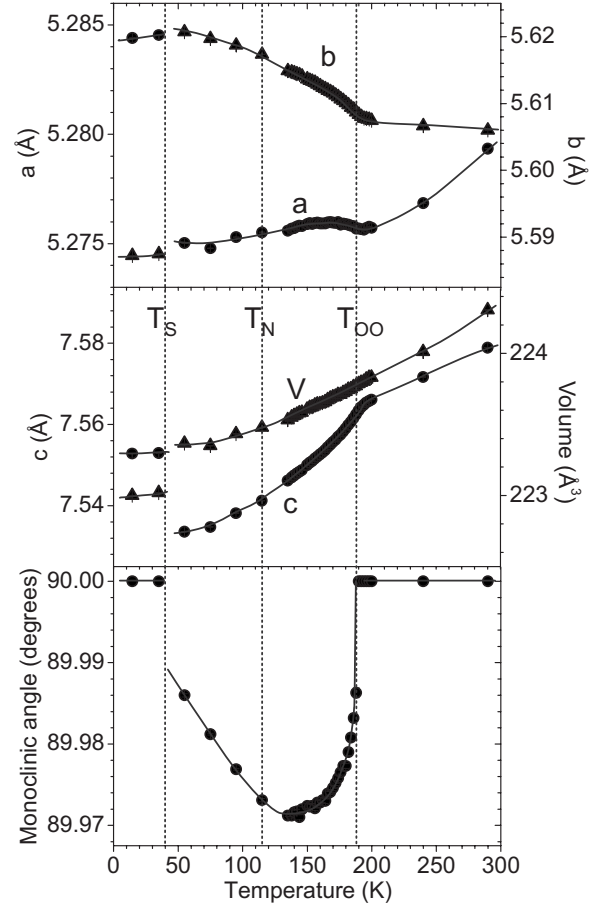 5.285
5.280
5.275
a (Å)
5.62
5.61
5.60
5.59
b (Å)
b
a
T_S T_N T_OO
7.58
7.56
7.54
c (Å)
224
223
Volume (Å³)
V
c
90.00
89.99
89.98
89.97
Monoclinic angle (degrees)
0 50 100 150 200 250 300
Temperature (K)